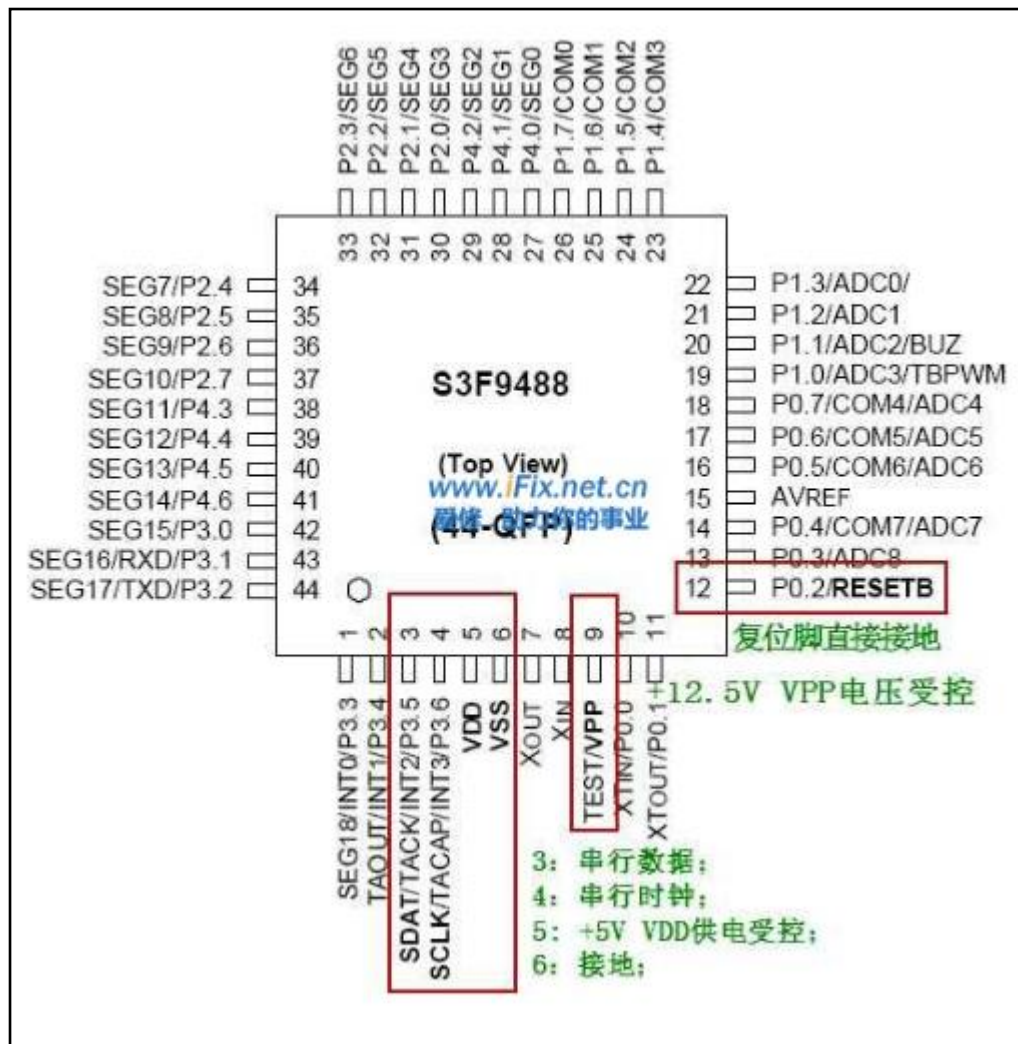 P2.3/SEG6
P2.2/SEG5
P2.1/SEG4
P2.0/SEG3
P4.2/SEG2
P4.1/SEG1
P4.0/SEG0
P1.7/COM0
P1.6/COM1
P1.5/COM2
P1.4/COM3
33 32 31 30 29 28 27 26 25 24 23
SEG7/P2.4 34
SEG8/P2.5 35
SEG9/P2.6 36
SEG10/P2.7 37
SEG11/P4.3 38
SEG12/P4.4 39
SEG13/P4.5 40
SEG14/P4.6 41
SEG15/P3.0 42
SEG16/RXD/P3.1 43
SEG17/TXD/P3.2 44
S3F9488
(Top View)
www.iFix.net.cn
助力你的事业
(44-QFP)
22 P1.3/ADC0/
21 P1.2/ADC1
20 P1.1/ADC2/BUZ
19 P1.0/ADC3/TBPWM
18 P0.7/COM4/ADC4
17 P0.6/COM5/ADC5
16 P0.5/COM6/ADC6
15 AVREF
14 P0.4/COM7/ADC7
13 P0.3/ADC8
12 P0.2/RESETB
复位脚直接接地
+12.5V VPP电压受控
1 2 3 4 5 6 7 8 9 10 11
SEG18/INT0/P3.3
TAOUT/INT1/P3.4
SDAT/TACK/INT2/P3.5
SCLK/TACAP/INT3/P3.6
VDD
VSS
XOUT
XIN
TEST/VPP
XTIN/P0.0
XTOUT/P0.1
3: 串行数据;
4: 串行时钟;
5: +5V VDD供电受控;
6: 接地;